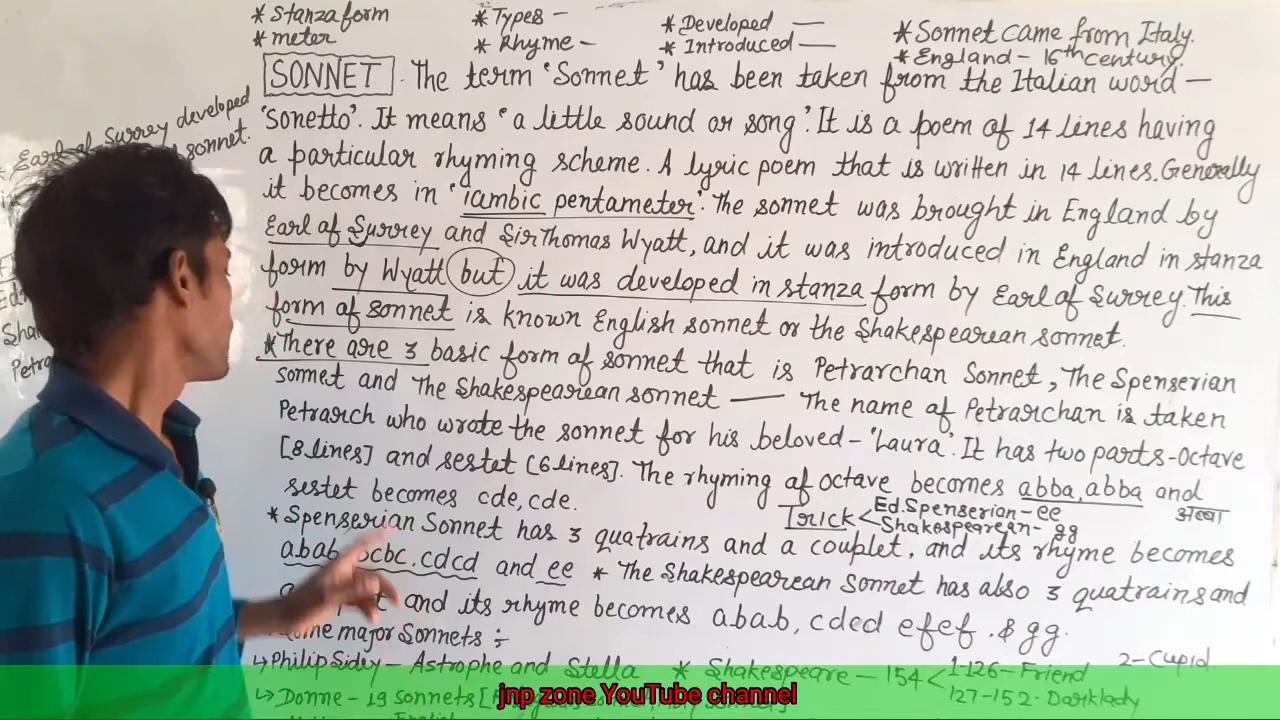 * Stanza form * Types – * Developed — * Sonnet came from Italy.
* meter * Rhyme – * Introduced — * England – 16th century.
SONNET . The term 'Sonnet' has been taken from the Italian word –
'Sonetto'. It means 'a little sound or song'. It is a poem of 14 lines having
a particular rhyming scheme. A lyric poem that is written in 14 lines. Generally
it becomes in 'iambic pentameter'. The sonnet was brought in England by
Earl of Surrey and Sir Thomas Wyatt, and it was introduced in England in stanza
form by Wyatt but it was developed in stanza form by Earl of Surrey. This
form of sonnet is known English sonnet or the Shakespearean sonnet.
* There are 3 basic form of sonnet that is Petrarchan Sonnet, The Spenserian
sonnet and The Shakespearean sonnet — The name of Petrarchan is taken
Petrarch who wrote the sonnet for his beloved – 'Laura'. It has two parts - Octave
[8 lines] and sestet [6 lines]. The rhyming of octave becomes abba, abba and
sestet becomes cde, cde.
अब्बा
Trick < Ed. Spenserian – ee
Shakespearean – gg
* Spenserian Sonnet has 3 quatrains and a couplet, and its rhyme becomes
abab, bcbc, cdcd and ee * The Shakespearean Sonnet has also 3 quatrains and
and its rhyme becomes abab, cdcd efef . & gg.
major Sonnets ÷
↳ Philip Sidey – Astrophe and Stella * Shakespeare – 154 < 1-126 – Friend
127-152 - Dark lady
2 - Cupid
↳ Donne – 19 sonnets
Earl of Surrey developed
sonnet.
jnp zone YouTube channel